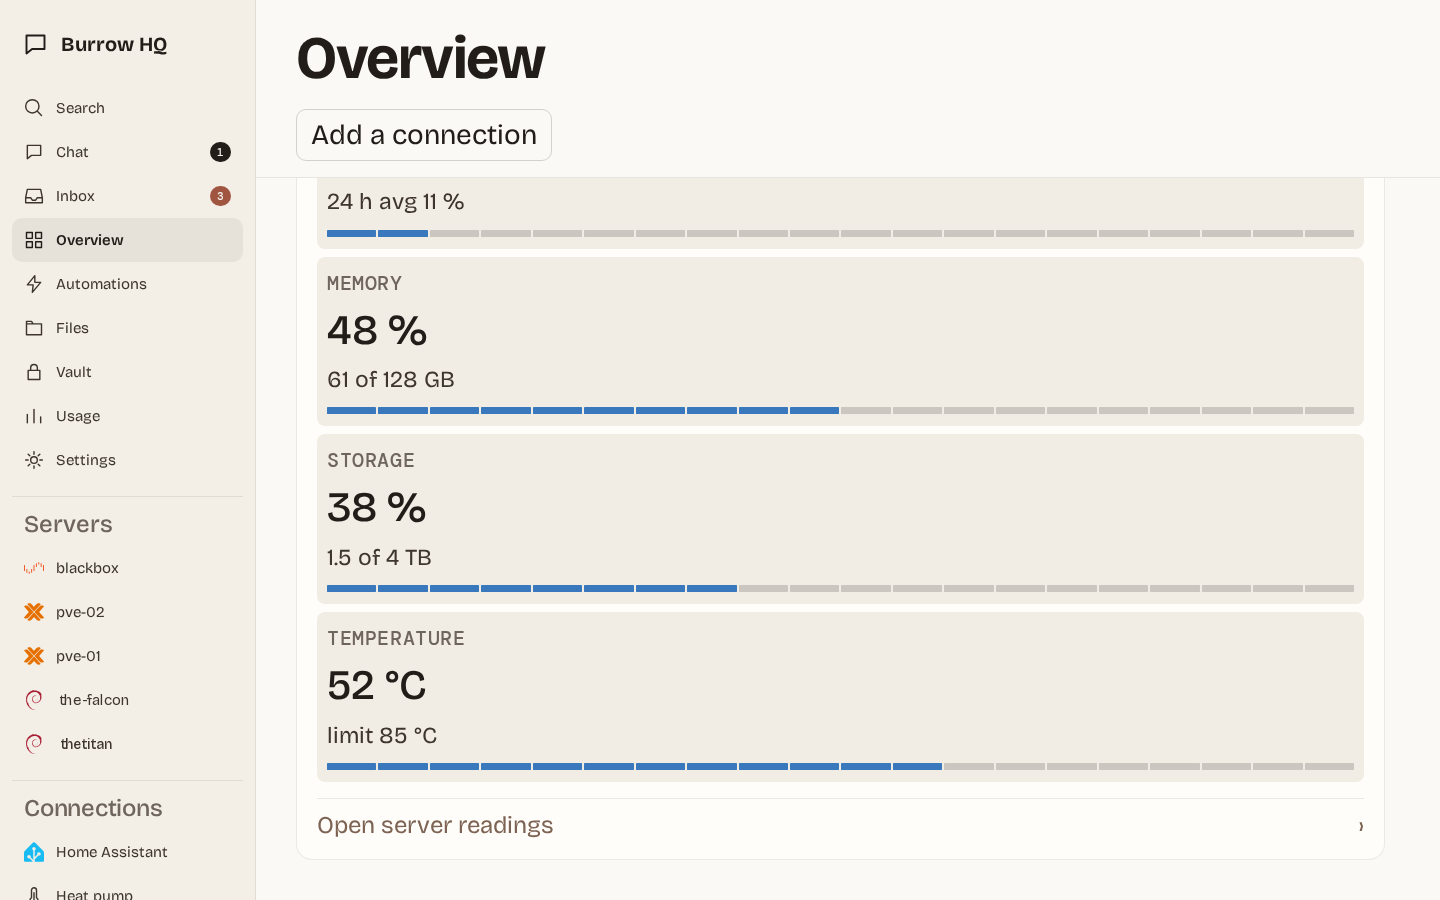 Burrow HQ
Search
Chat 1
Inbox 3
Overview
Automations
Files
Vault
Usage
Settings
Servers
blackbox
pve-02
pve-01
the-falcon
thetitan
Connections
Home Assistant
Heat pump
Overview
Add a connection
24 h avg 11 %
MEMORY
48 %
61 of 128 GB
STORAGE
38 %
1.5 of 4 TB
TEMPERATURE
52 °C
limit 85 °C
Open server readings ›